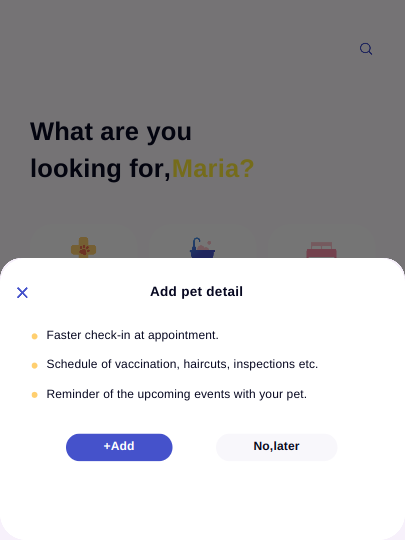 What are you
looking for,Maria?
Add pet detail
Faster check-in at appointment.
Schedule of vaccination, haircuts, inspections etc.
Reminder of the upcoming events with your pet.
+Add
No,later